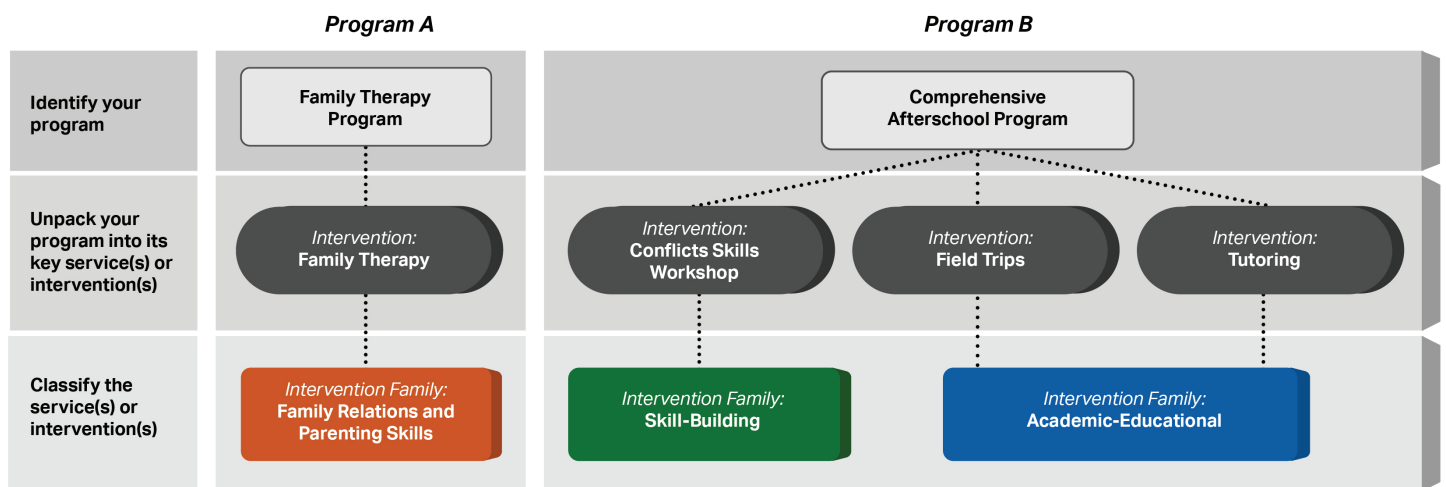 Program A
Program B
Identify your
program
Family Therapy
Program
Comprehensive
Afterschool Program
Unpack your
program into its
key service(s) or
intervention(s)
Intervention:
Family Therapy
Intervention:
Conflicts Skills
Workshop
Intervention:
Field Trips
Intervention:
Tutoring
Classify the
service(s) or
intervention(s)
Intervention Family:
Family Relations and
Parenting Skills
Intervention Family:
Skill-Building
Intervention Family:
Academic-Educational